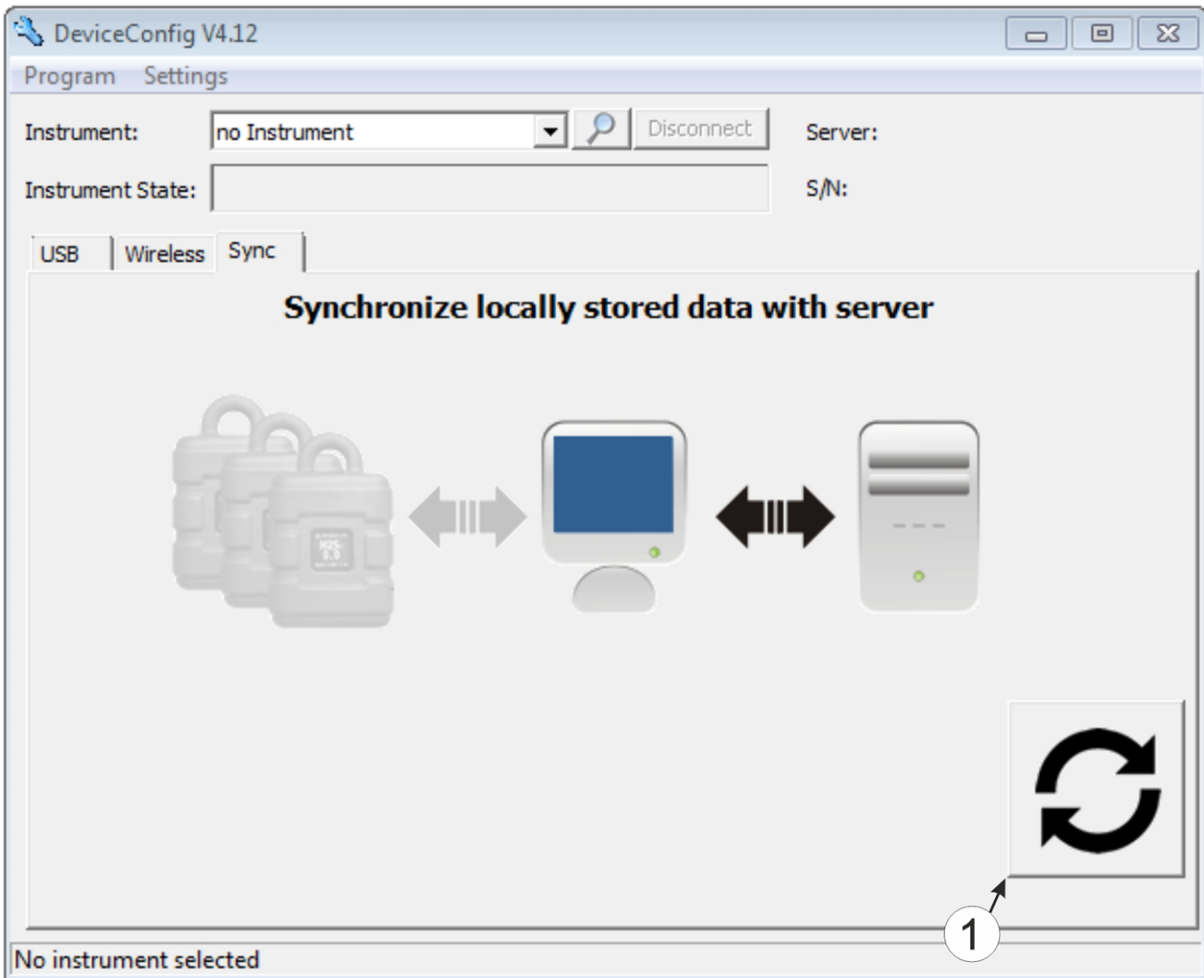 DeviceConfig V4.12
Program Settings
Instrument: no Instrument Disconnect Server:
Instrument State: S/N:
USB Wireless Sync
Synchronize locally stored data with server
1
No instrument selected